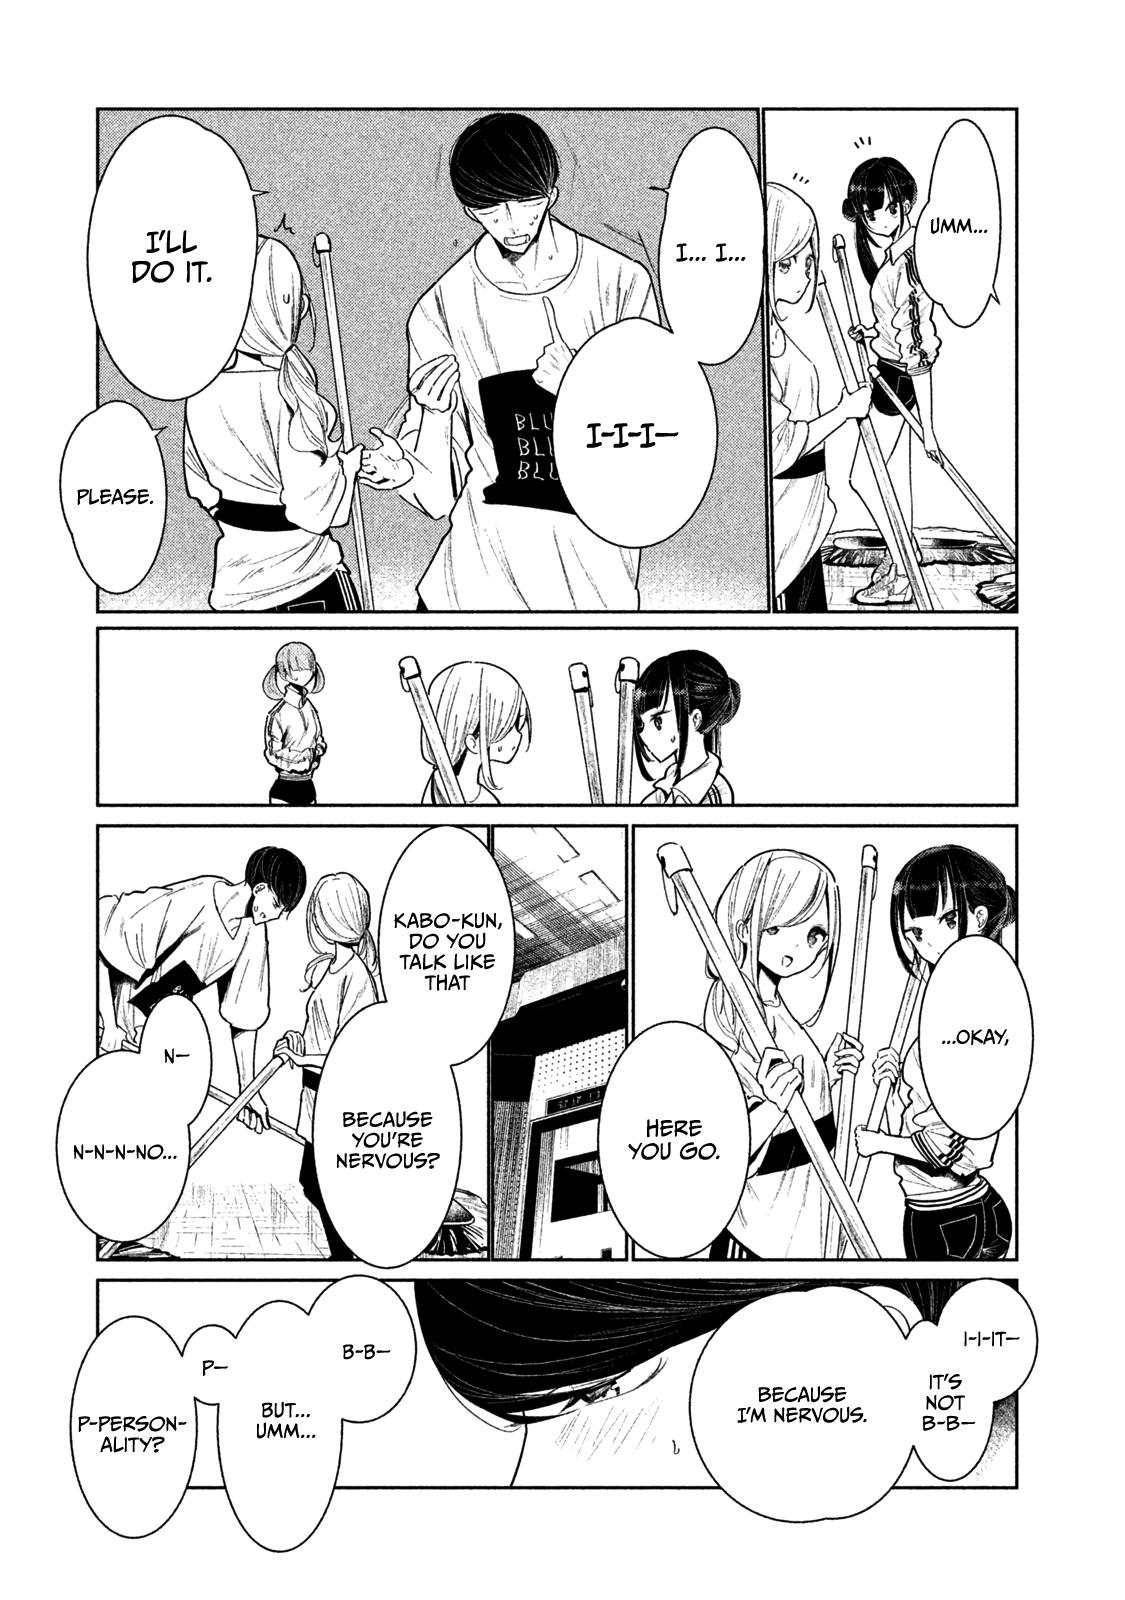 UMM...
I... I...
I-I-I—
I'LL
DO IT.
PLEASE.
BLU
BLU
BLU
...OKAY,
HERE
YOU GO.
KABO-KUN,
DO YOU
TALK LIKE
THAT
BECAUSE
YOU'RE
NERVOUS?
N—
N-N-N-NO...
I-I-IT—
IT'S
NOT
B-B—
BECAUSE
I'M NERVOUS.
B-B—
BUT...
UMM...
P—
P-PERSON-
ALITY?